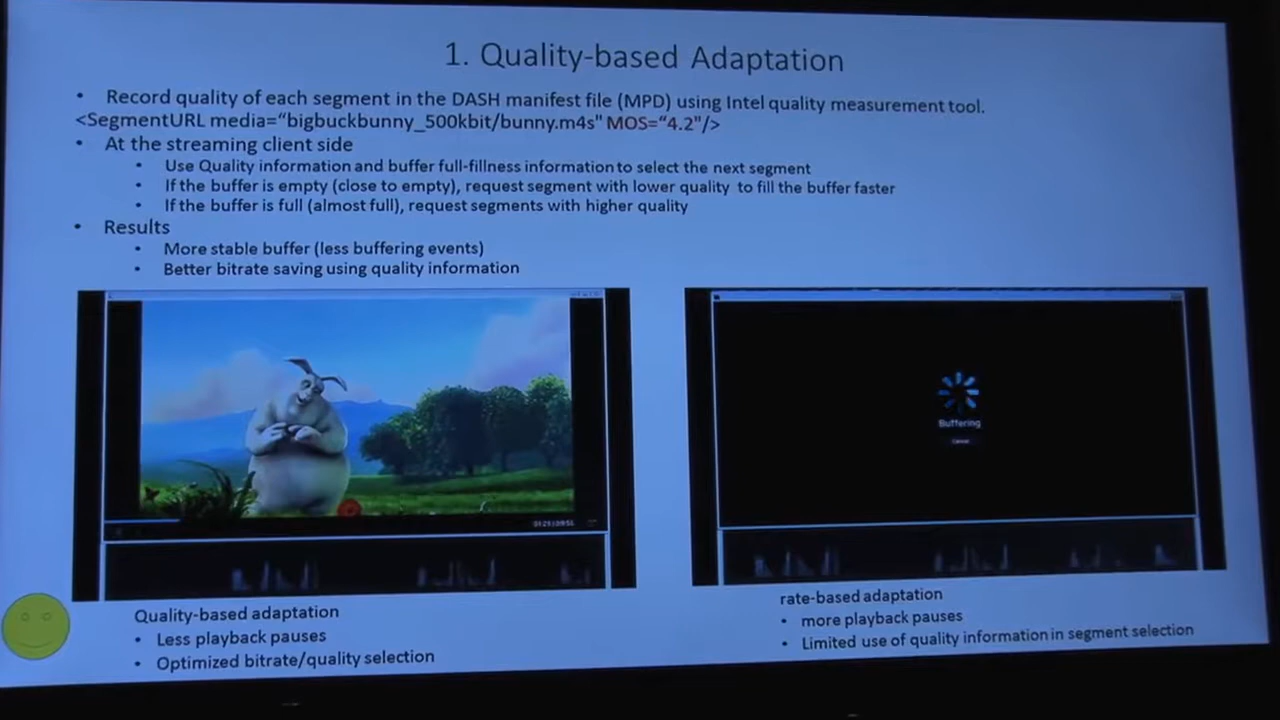 1. Quality-based Adaptation
• Record quality of each segment in the DASH manifest file (MPD) using Intel quality measurement tool.
<SegmentURL media=“bigbuckbunny_500kbit/bunny.m4s" MOS=“4.2"/>
• At the streaming client side
• Use Quality information and buffer full-fillness information to select the next segment
• If the buffer is empty (close to empty), request segment with lower quality to fill the buffer faster
• If the buffer is full (almost full), request segments with higher quality
• Results
• More stable buffer (less buffering events)
• Better bitrate saving using quality information
Buffering
Cancel
Quality-based adaptation
• Less playback pauses
• Optimized bitrate/quality selection
rate-based adaptation
• more playback pauses
• Limited use of quality information in segment selection